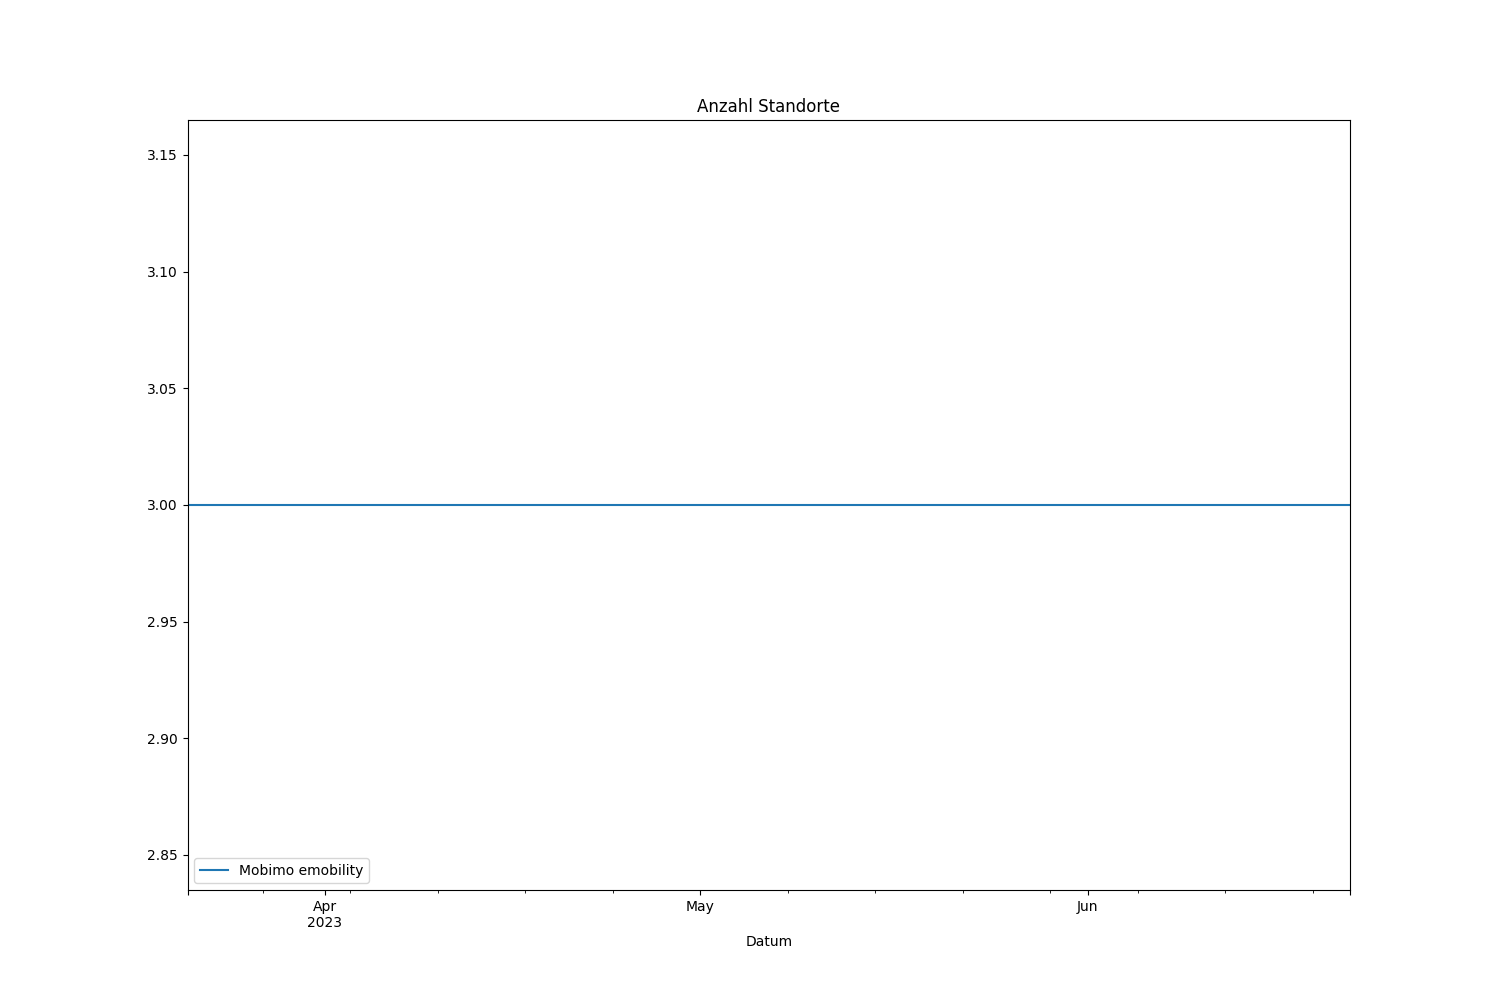 Anzahl Standorte
3.15
3.10
3.05
3.00
2.95
2.90
2.85
Mobimo emobility
Apr
2023
May
Jun
Datum